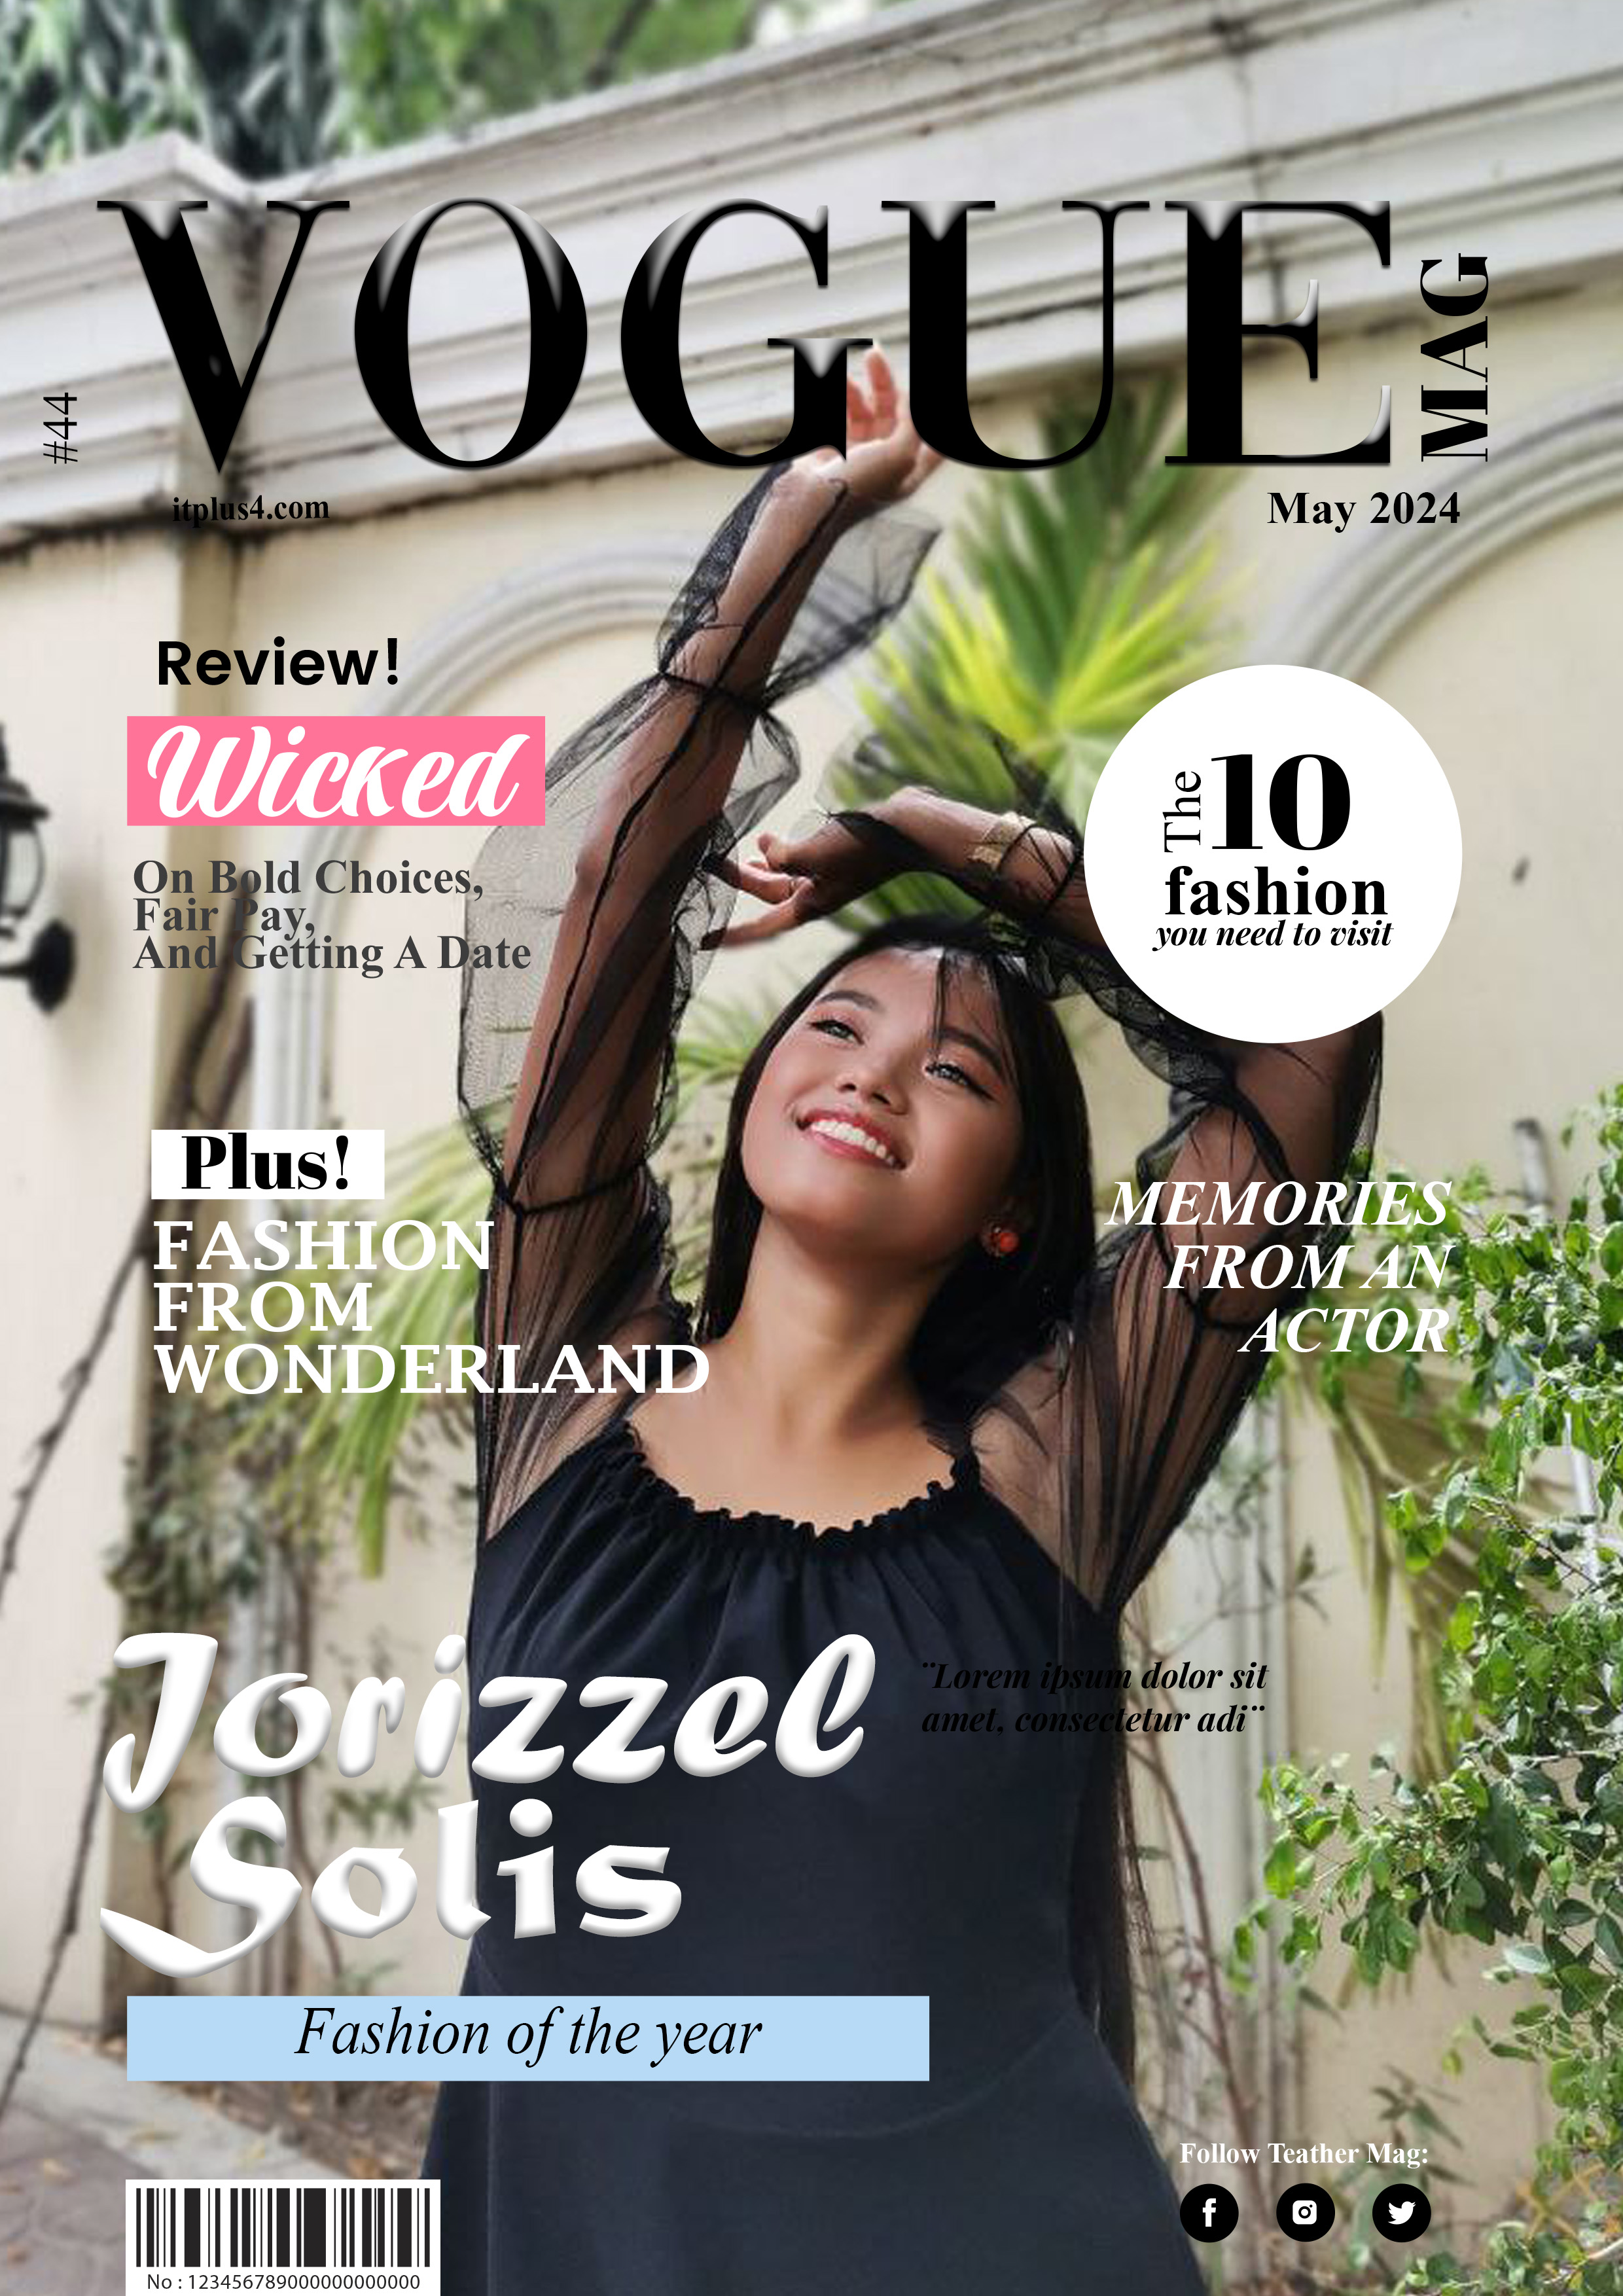 VOGUE
MAG
#44
itplus4.com
May 2024
Review!
Wicked
On Bold Choices,
Fair Pay,
And Getting A Date
The 10
fashion
you need to visit
Plus!
FASHION
FROM
WONDERLAND
MEMORIES
FROM AN
ACTOR
Jorizzel
Solis
¨Lorem ipsum dolor sit
amet, consectetur adi¨
Fashion of the year
Follow Teather Mag:
No : 123456789000000000000